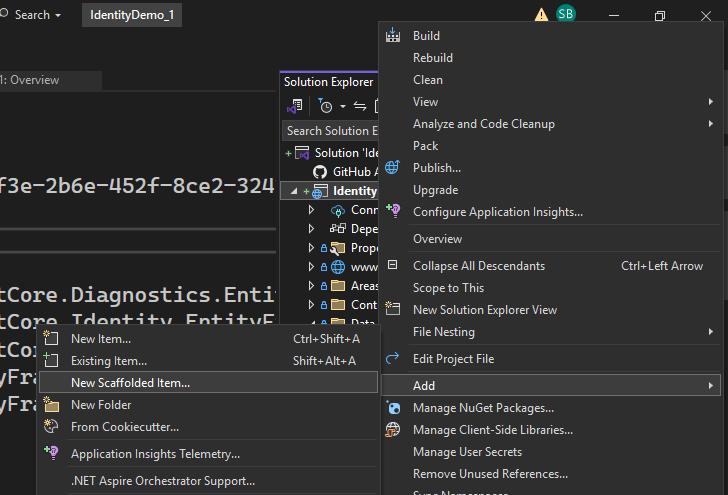 Search
IdentityDemo_1
SB
1: Overview
Solution Explorer
Search Solution E
Solution 'Ide
GitHub A
Identity
Conn
Depe
Prope
www
Areas
Cont
Data
f3e-2b6e-452f-8ce2-324
tCore.Diagnostics.Enti
tCore.Identity.EntityF
tCor
yFra
yFra
Build
Rebuild
Clean
View
Analyze and Code Cleanup
Pack
Publish...
Upgrade
Configure Application Insights...
Overview
Collapse All Descendants Ctrl+Left Arrow
Scope to This
New Solution Explorer View
File Nesting
Edit Project File
Add
Manage NuGet Packages...
Manage Client-Side Libraries...
Manage User Secrets
Remove Unused References...
Sync Namespaces
New Item... Ctrl+Shift+A
Existing Item... Shift+Alt+A
New Scaffolded Item...
New Folder
From Cookiecutter...
Application Insights Telemetry...
.NET Aspire Orchestrator Support...